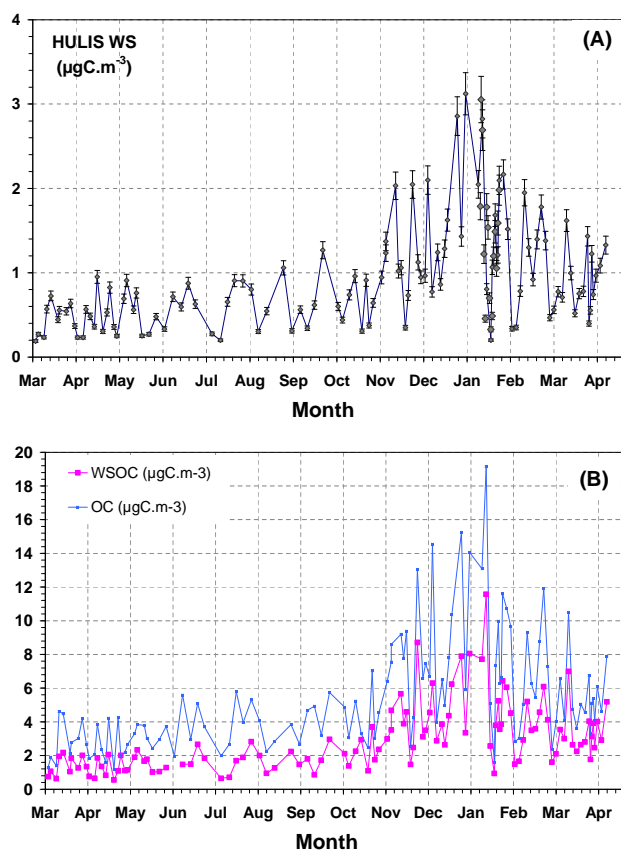 4
HULIS WS
(µgC.m-3)
(A)
3
2
1
0
Mar Apr May Jun Jul Aug Sep Oct Nov Dec Jan Feb Mar Apr
Month
20
WSOC (µgC.m-3)
(B)
18
OC (µgC.m-3)
16
14
12
10
8
6
4
2
0
Mar Apr May Jun Jul Aug Sep Oct Nov Dec Jan Feb Mar Apr
Month